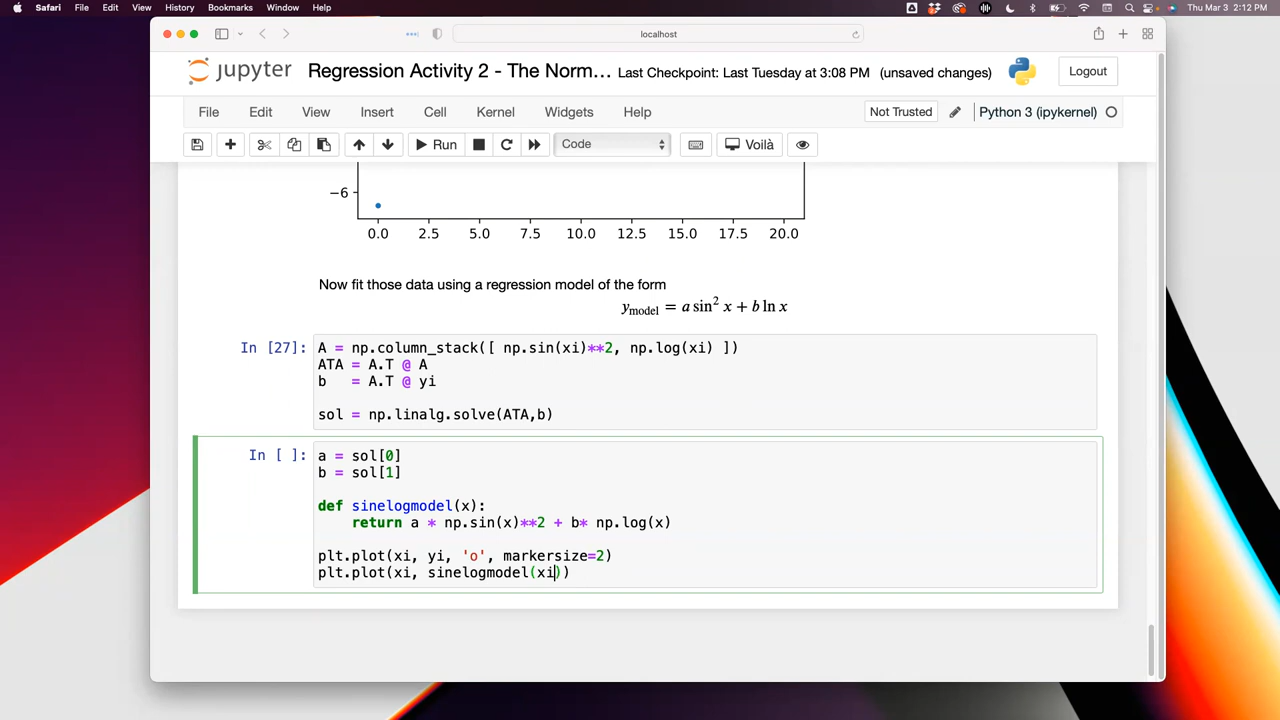 Safari File Edit View History Bookmarks Window Help Thu Mar 3 2:12 PM
localhost
jupyter Regression Activity 2 - The Norm... Last Checkpoint: Last Tuesday at 3:08 PM (unsaved changes) Logout
File Edit View Insert Cell Kernel Widgets Help Not Trusted Python 3 (ipykernel)
Run Code Voilà
−6
0.0 2.5 5.0 7.5 10.0 12.5 15.0 17.5 20.0
Now fit those data using a regression model of the form
y_model = a sin² x + b ln x
In [27]: A = np.column_stack([ np.sin(xi)**2, np.log(xi) ])
ATA = A.T @ A
b   = A.T @ yi
sol = np.linalg.solve(ATA,b)
In [ ]: a = sol[0]
b = sol[1]
def sinelogmodel(x):
    return a * np.sin(x)**2 + b* np.log(x)
plt.plot(xi, yi, 'o', markersize=2)
plt.plot(xi, sinelogmodel(xi))